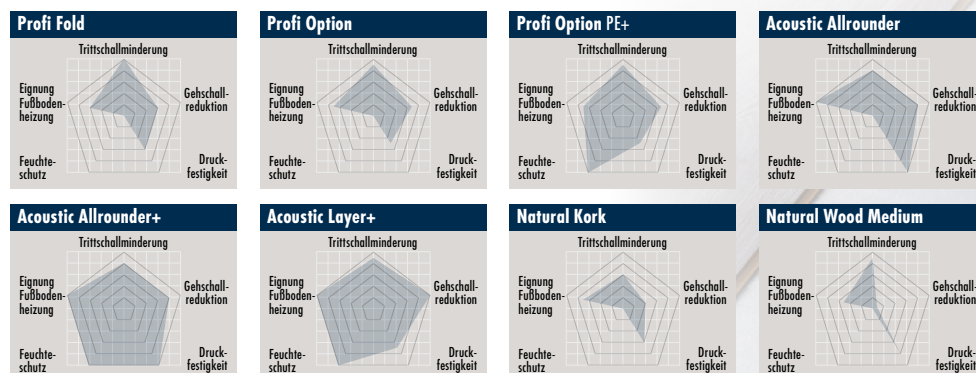 Profi Fold
Trittschallminderung
Eignung
Fußboden-
heizung
Gehschall-
reduktion
Feuchte-
schutz
Druck-
festigkeit
Profi Option
Trittschallminderung
Eignung
Fußboden-
heizung
Gehschall-
reduktion
Feuchte-
schutz
Druck-
festigkeit
Profi Option PE+
Trittschallminderung
Eignung
Fußboden-
heizung
Gehschall-
reduktion
Feuchte-
schutz
Druck-
festigkeit
Acoustic Allrounder
Trittschallminderung
Eignung
Fußboden-
heizung
Gehschall-
reduktion
Feuchte-
schutz
Druck-
festigkeit
Acoustic Allrounder+
Trittschallminderung
Eignung
Fußboden-
heizung
Gehschall-
reduktion
Feuchte-
schutz
Druck-
festigkeit
Acoustic Layer+
Trittschallminderung
Eignung
Fußboden-
heizung
Gehschall-
reduktion
Feuchte-
schutz
Druck-
festigkeit
Natural Kork
Trittschallminderung
Eignung
Fußboden-
heizung
Gehschall-
reduktion
Feuchte-
schutz
Druck-
festigkeit
Natural Wood Medium
Trittschallminderung
Eignung
Fußboden-
heizung
Gehschall-
reduktion
Feuchte-
schutz
Druck-
festigkeit